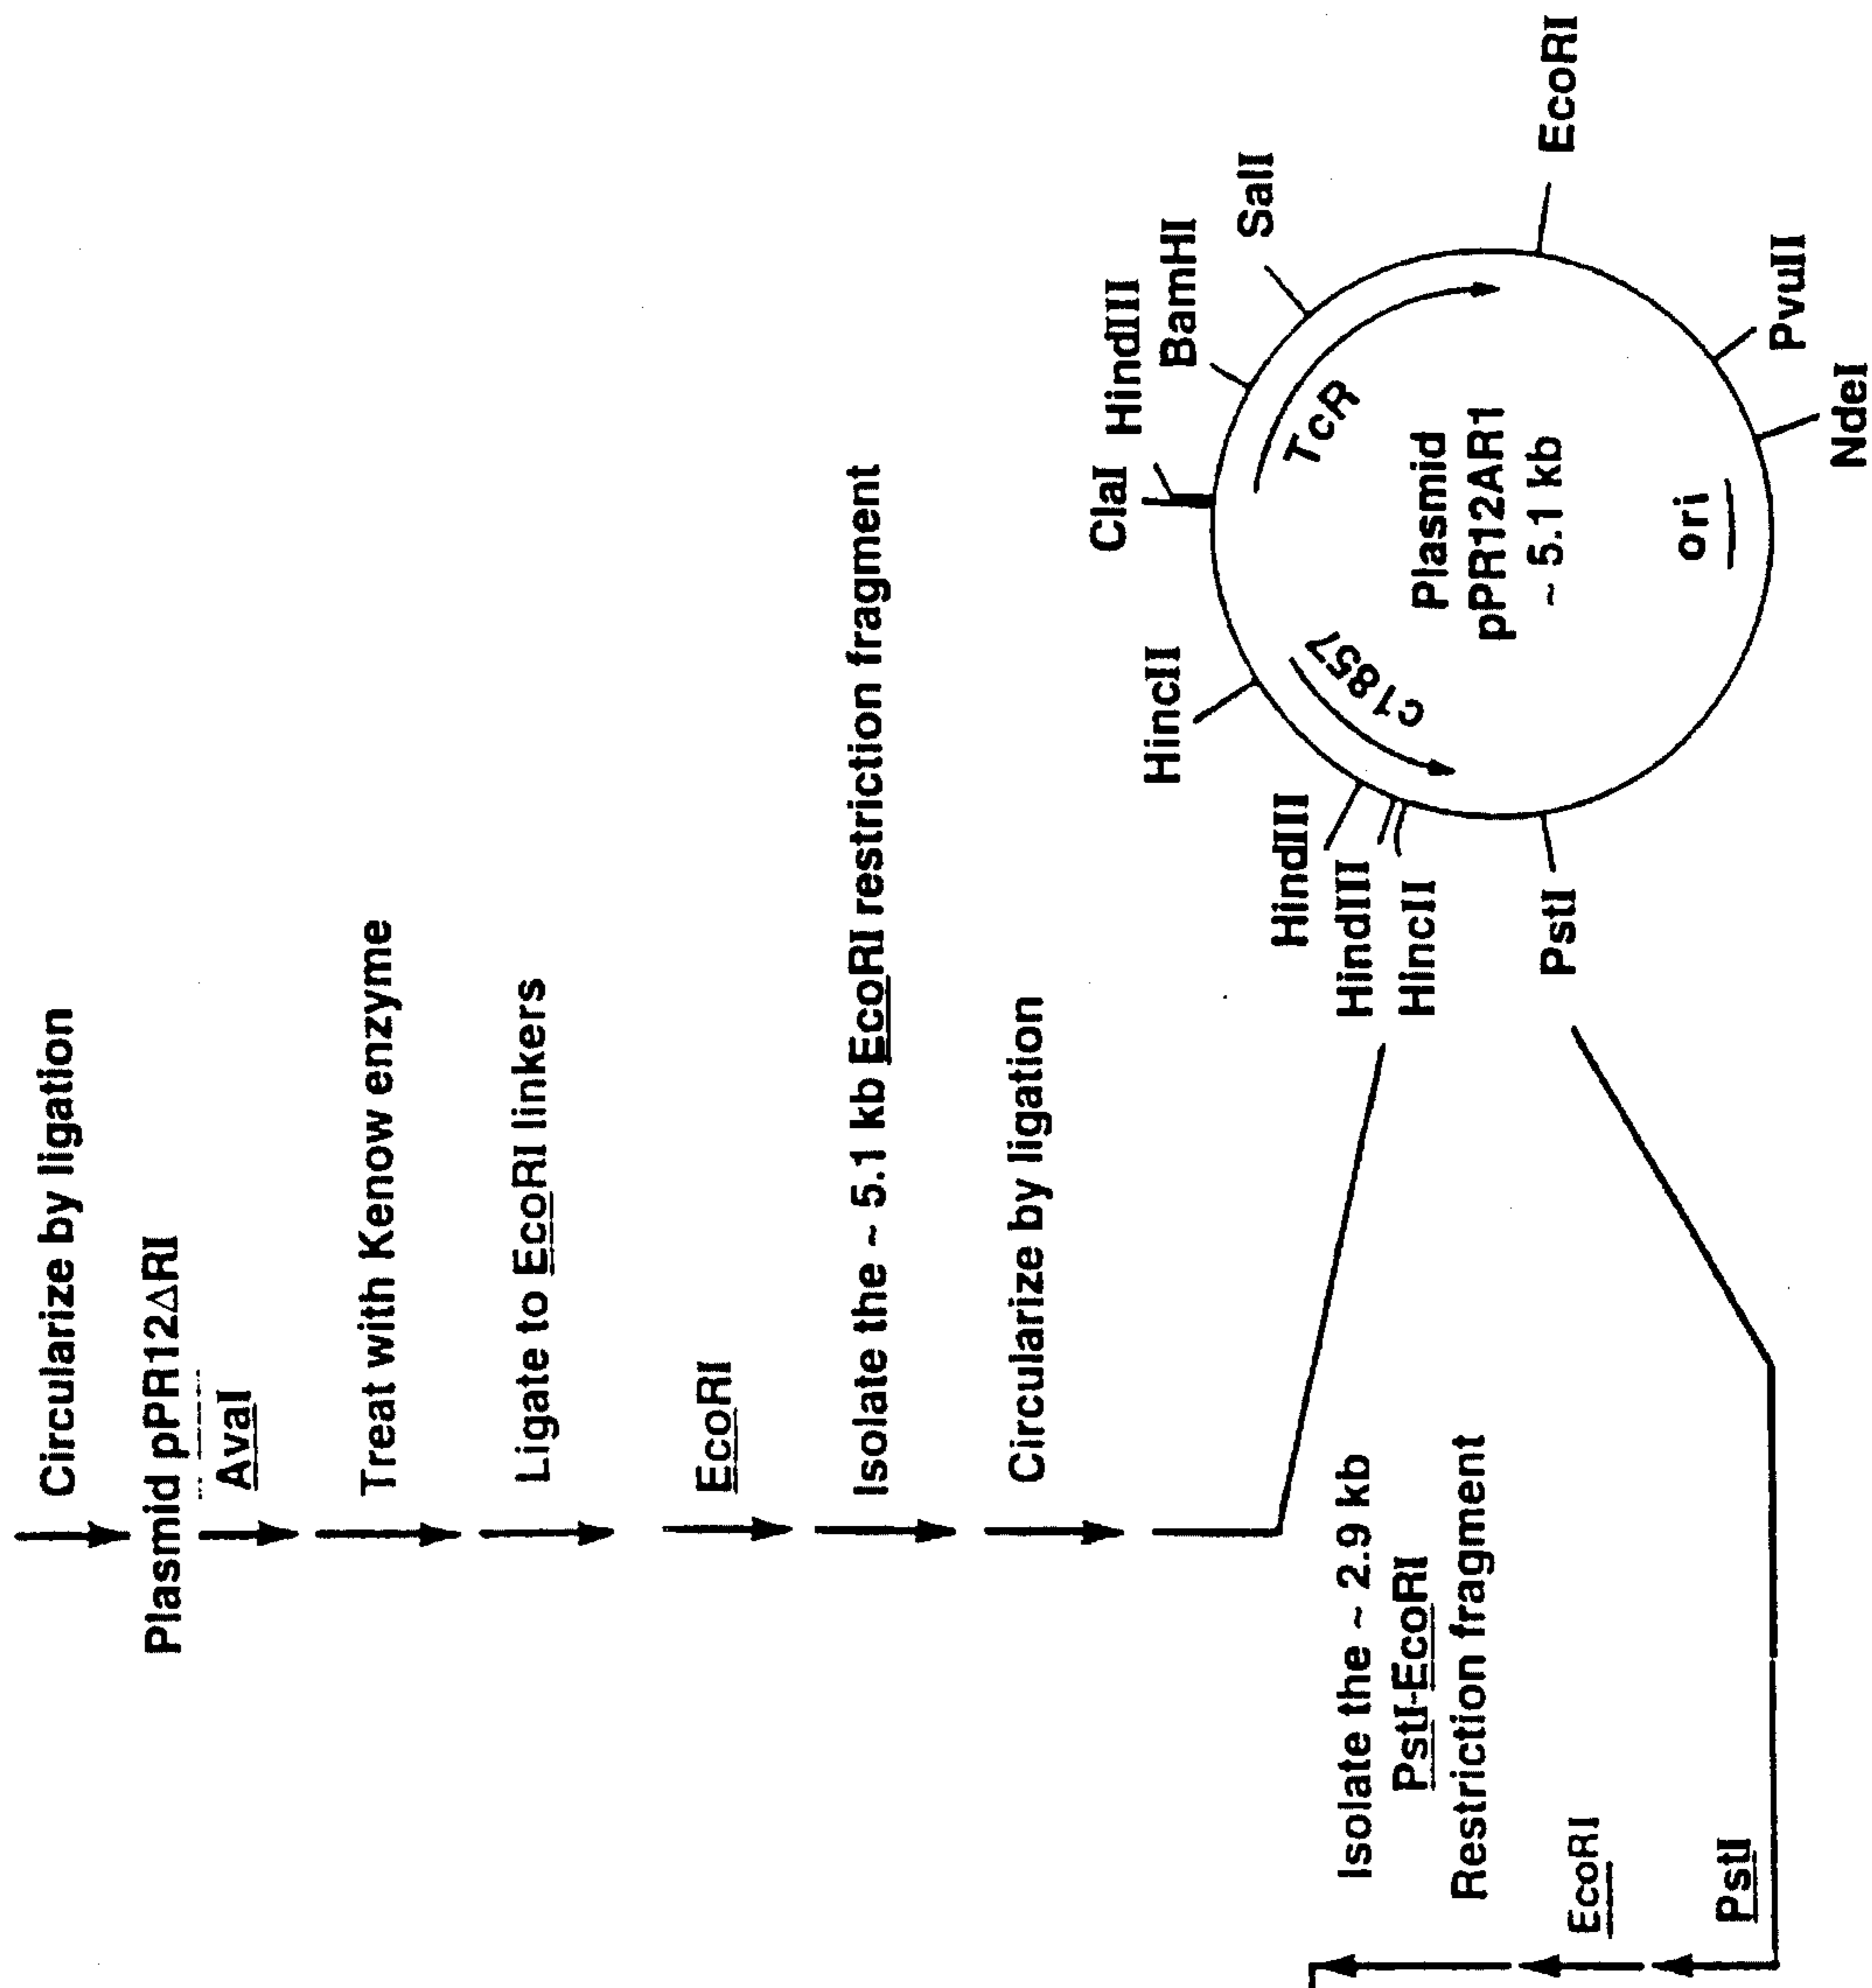 Circularize by ligation
Plasmid pPR12ΔRI
AvaI
Treat with Kenow enzyme
Ligate to EcoRI linkers
EcoRI
Isolate the ~ 5.1 kb EcoRI restriction fragment
Circularize by ligation
HincII
ClaI
HindIII
BamHI
SalI
EcoRI
PvuII
NdeI
PstI
HincII
HindIII
HindIII
c1857
TcR
Plasmid
pPR12AR1
~ 5.1 kb
ori
Isolate the ~ 2.9 kb
PstI-EcoRI
Restriction fragment
EcoRI
PstI